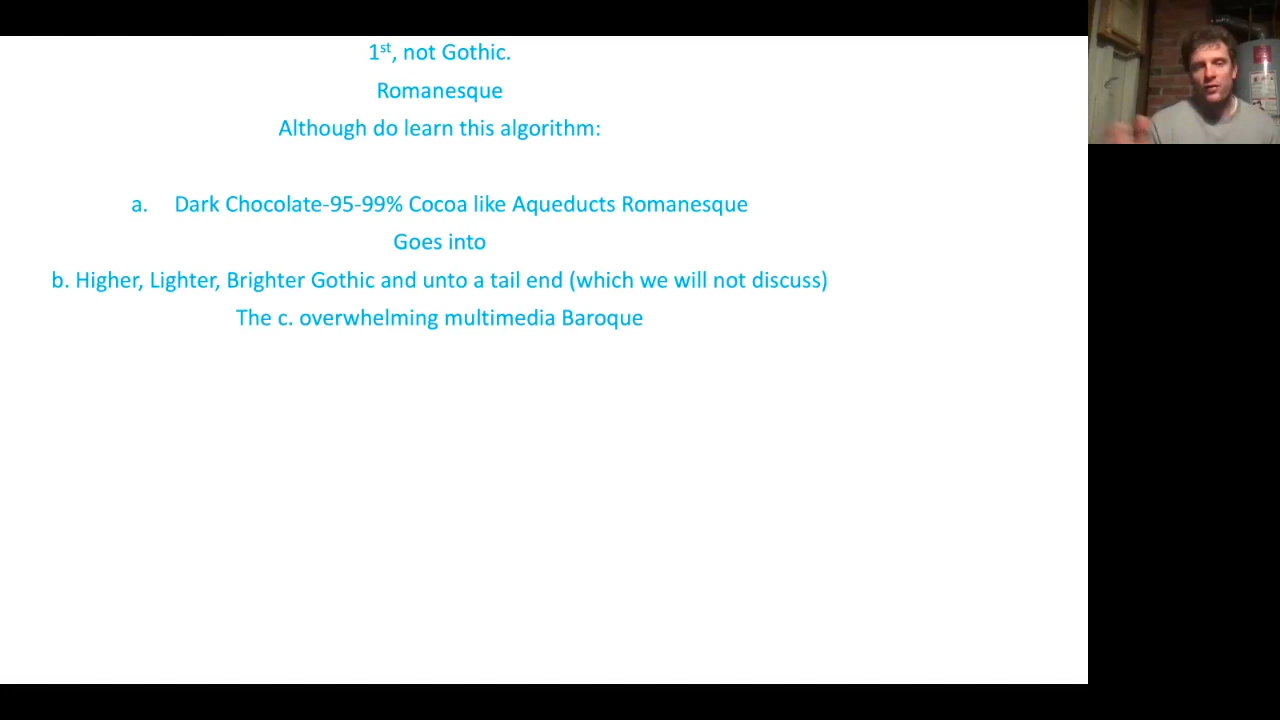 1st, not Gothic.
Romanesque
Although do learn this algorithm:
a. Dark Chocolate-95-99% Cocoa like Aqueducts Romanesque
Goes into
b. Higher, Lighter, Brighter Gothic and unto a tail end (which we will not discuss)
The c. overwhelming multimedia Baroque